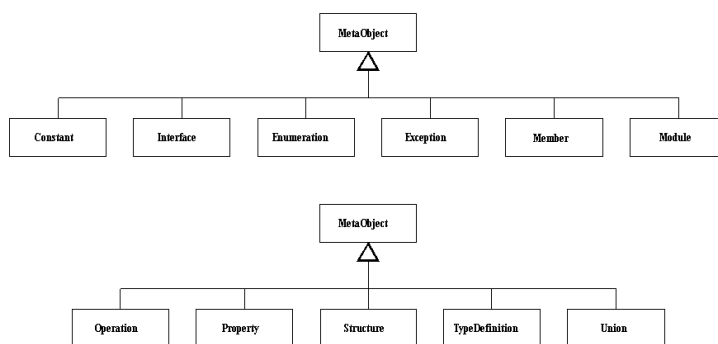 MetaObject
Constant
Interface
Enumeration
Exception
Member
Module
MetaObject
Operation
Property
Structure
TypeDefinition
Union